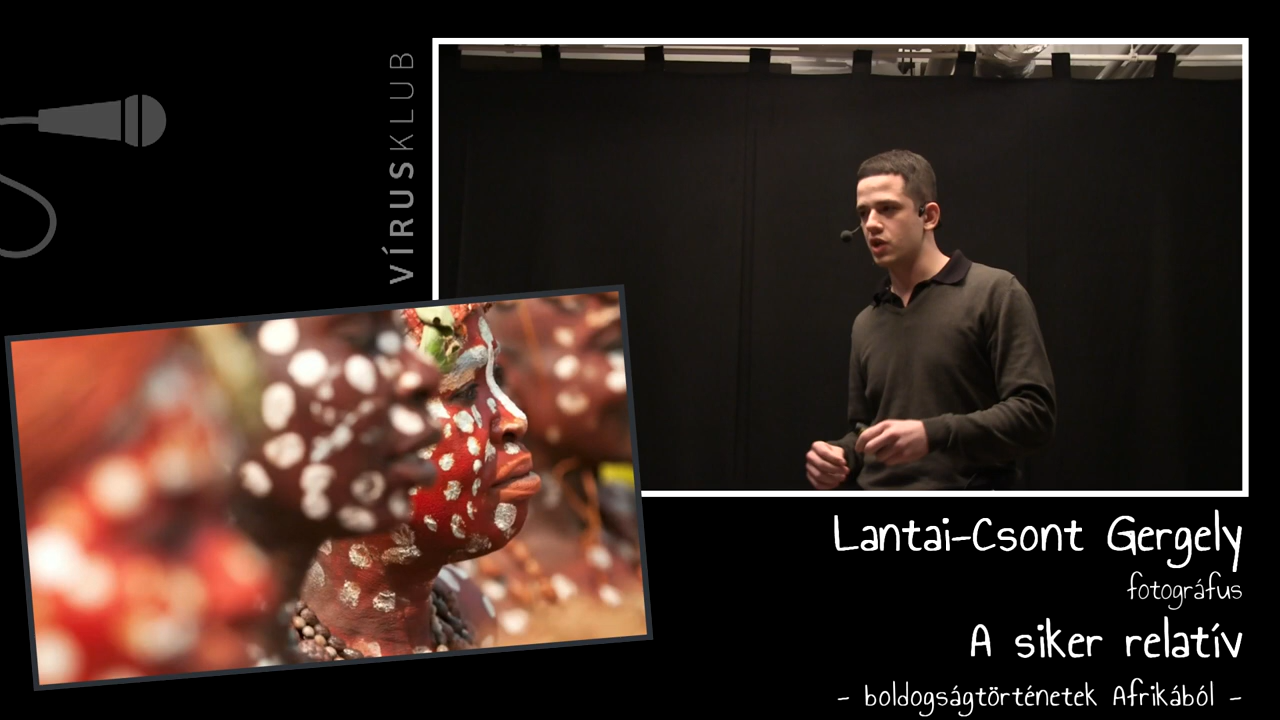 VÍRUSKLUB
Lantai-Csont Gergely
fotográfus
A siker relatív
- boldogságtörténetek Afrikából -